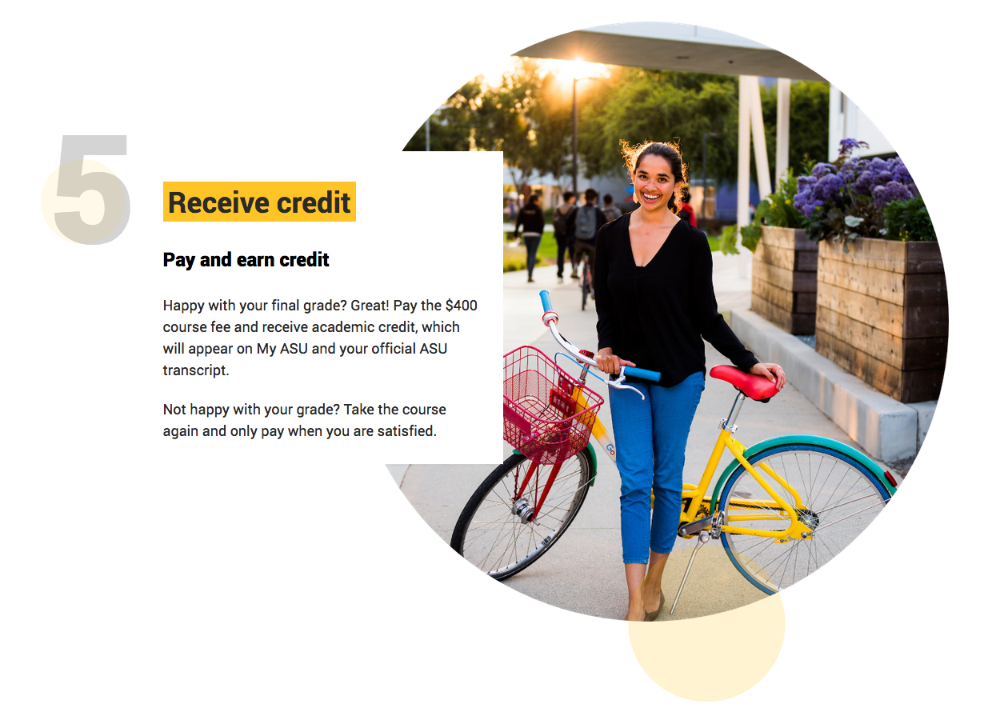 5
Receive credit
Pay and earn credit
Happy with your final grade? Great! Pay the $400
course fee and receive academic credit, which
will appear on My ASU and your official ASU
transcript.
Not happy with your grade? Take the course
again and only pay when you are satisfied.